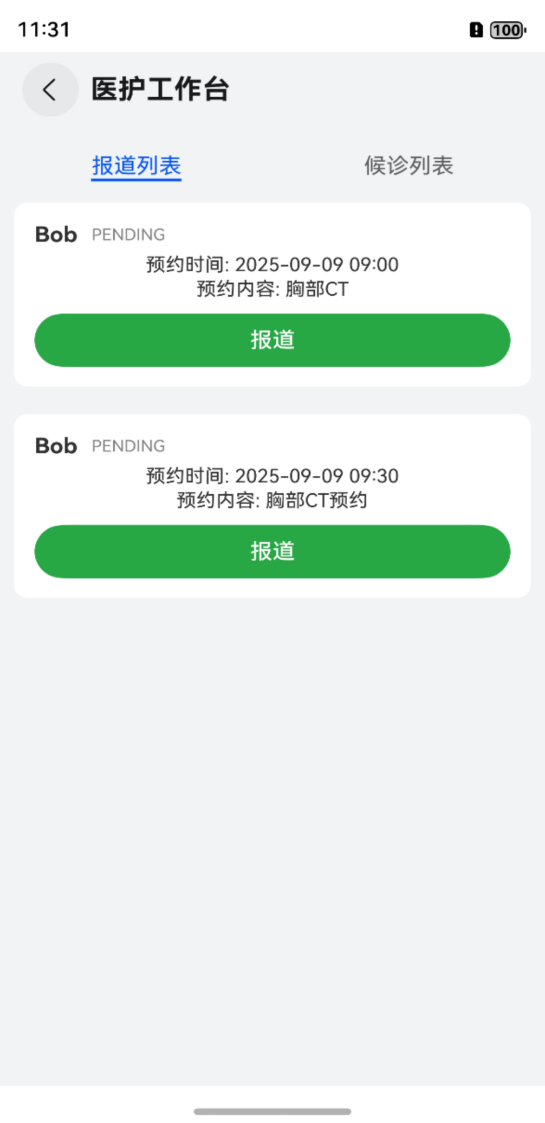 11:31
100
医护工作台
报道列表
候诊列表
Bob PENDING
预约时间: 2025-09-09 09:00
预约内容: 胸部CT
报道
Bob PENDING
预约时间: 2025-09-09 09:30
预约内容: 胸部CT预约
报道